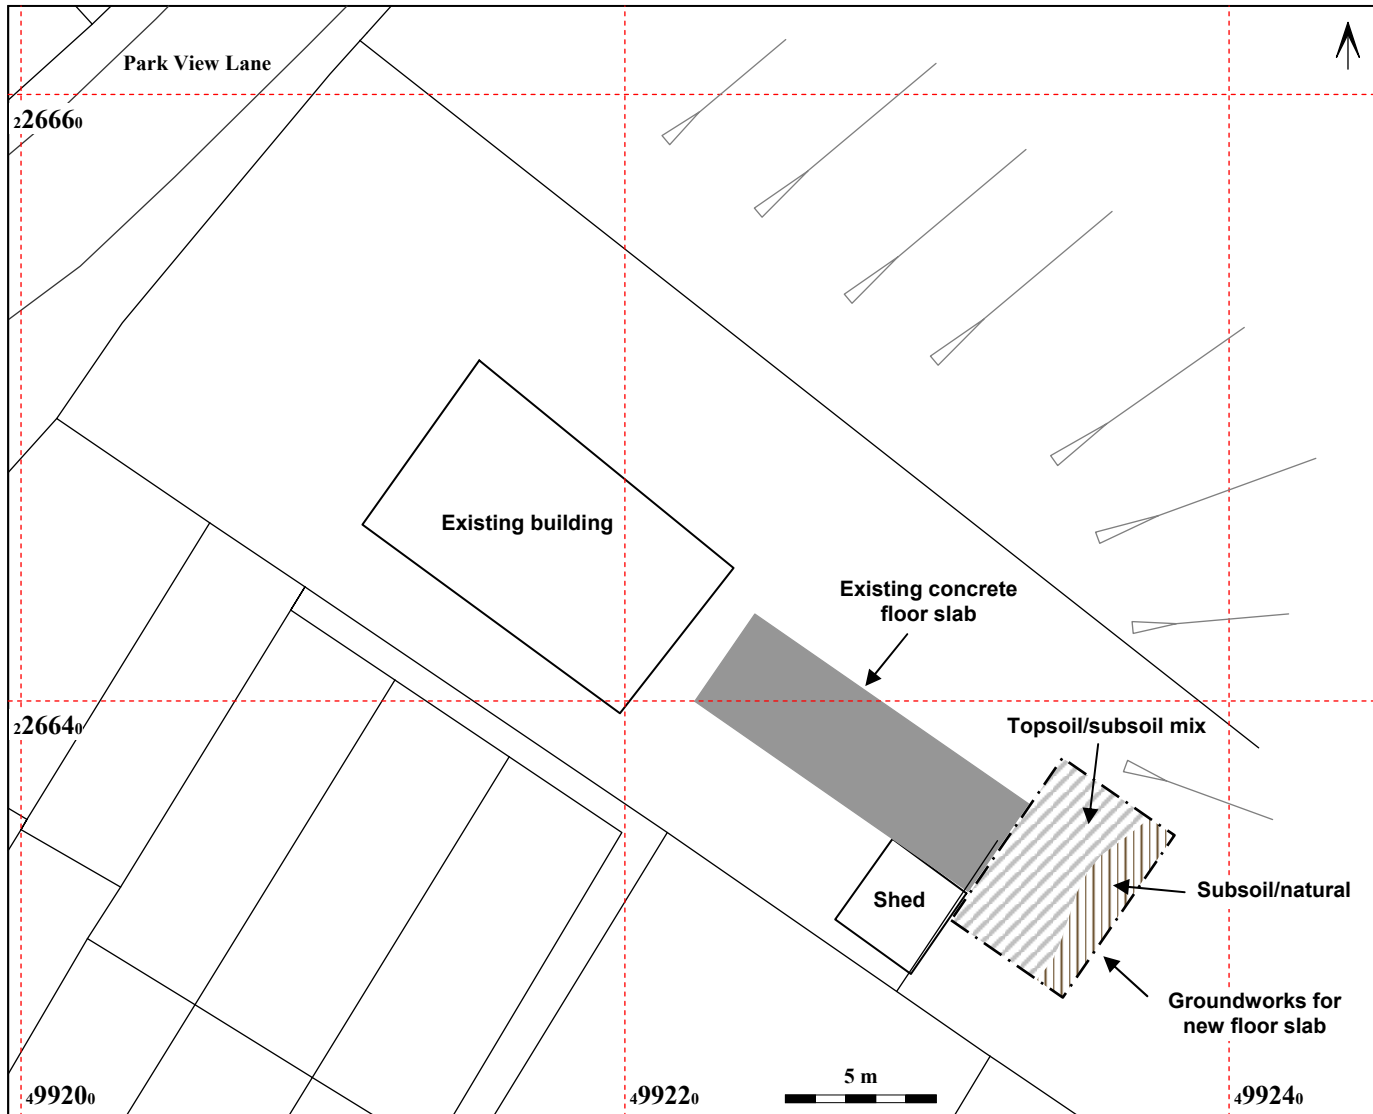 Park View Lane
226660
Existing building
Existing concrete
floor slab
226640
Topsoil/subsoil mix
Subsoil/natural
Shed
Groundworks for
new floor slab
499200
499220
5 m
499240